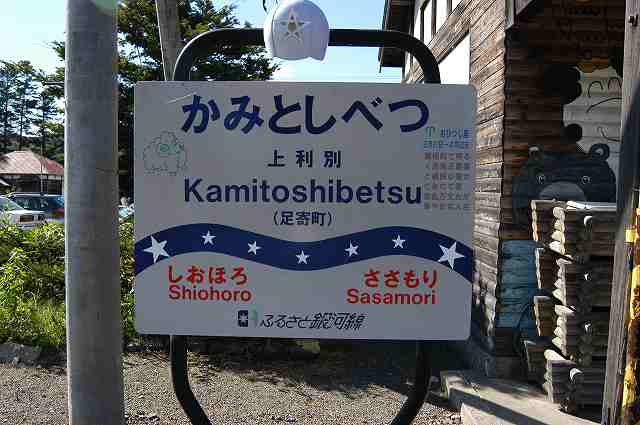 かみとしべつ
上利別
Kamitoshibetsu
(足寄町)
しおほろ
Shiohoro
ささもり
Sasamori
ふるさと銀河線